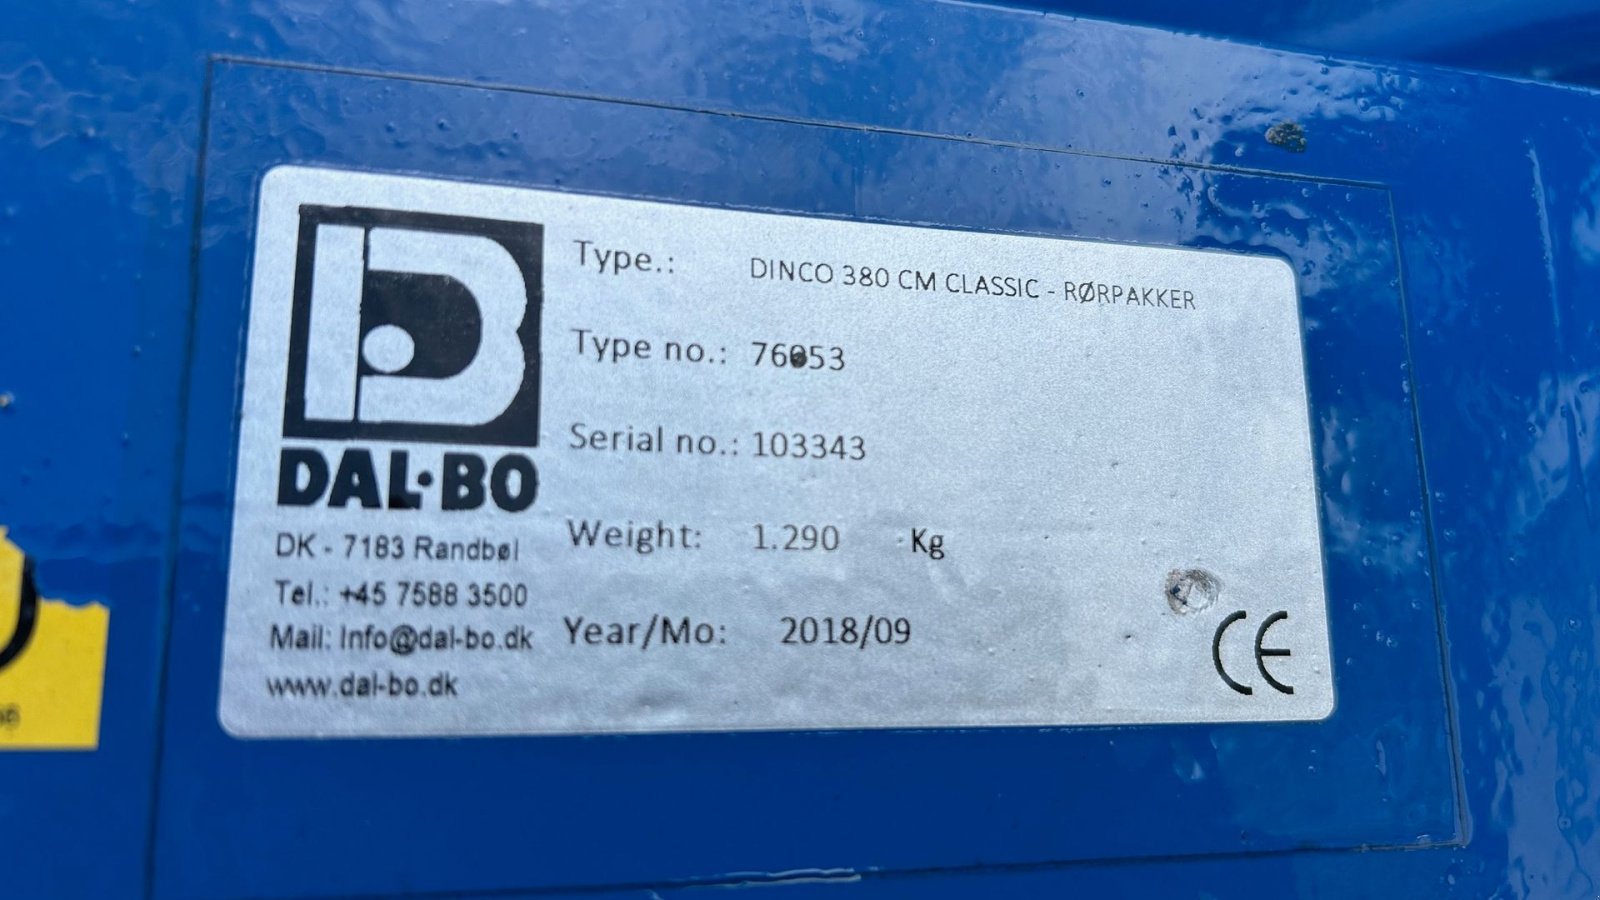 DAL·BO
DK - 7183 Randbøl
Tel.: +45 7588 3500
Mail: Info@dal-bo.dk
www.dal-bo.dk
Type.: DINCO 380 CM CLASSIC - RØRPAKKER
Type no.: 76053
Serial no.: 103343
Weight: 1.290 Kg
Year/Mo: 2018/09
CE